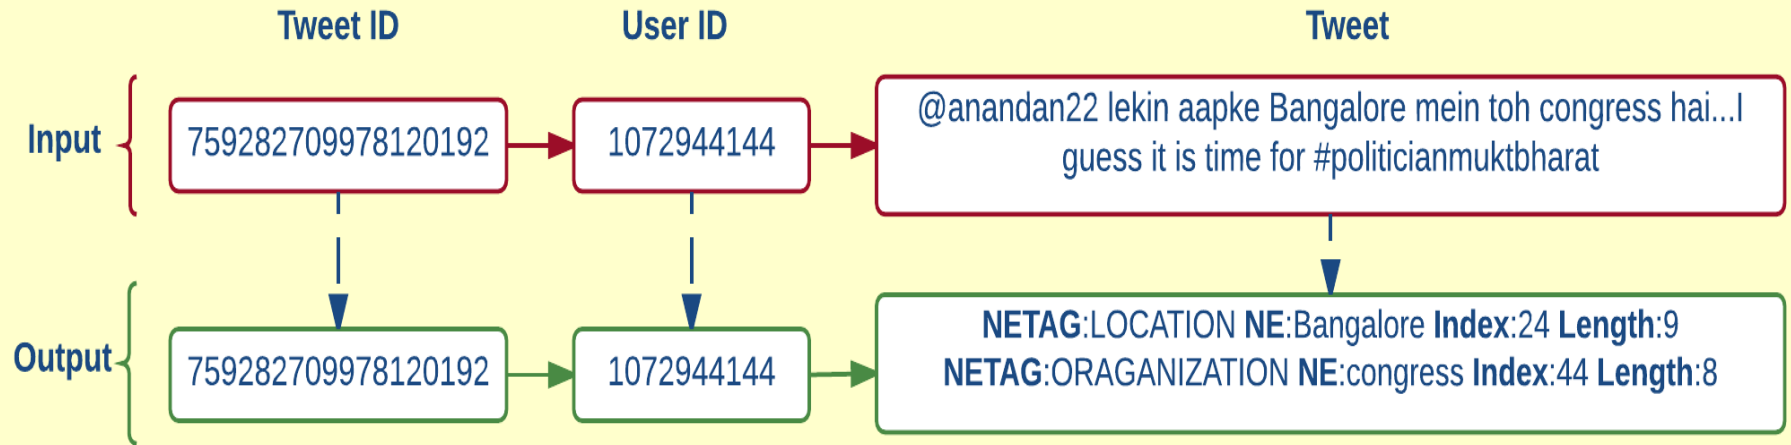 Tweet ID User ID Tweet
Input 759282709978120192 1072944144 @anandan22 lekin aapke Bangalore mein toh congress hai...I
guess it is time for #politicianmuktbharat
Output 759282709978120192 1072944144 NETAG:LOCATION NE:Bangalore Index:24 Length:9
NETAG:ORAGANIZATION NE:congress Index:44 Length:8